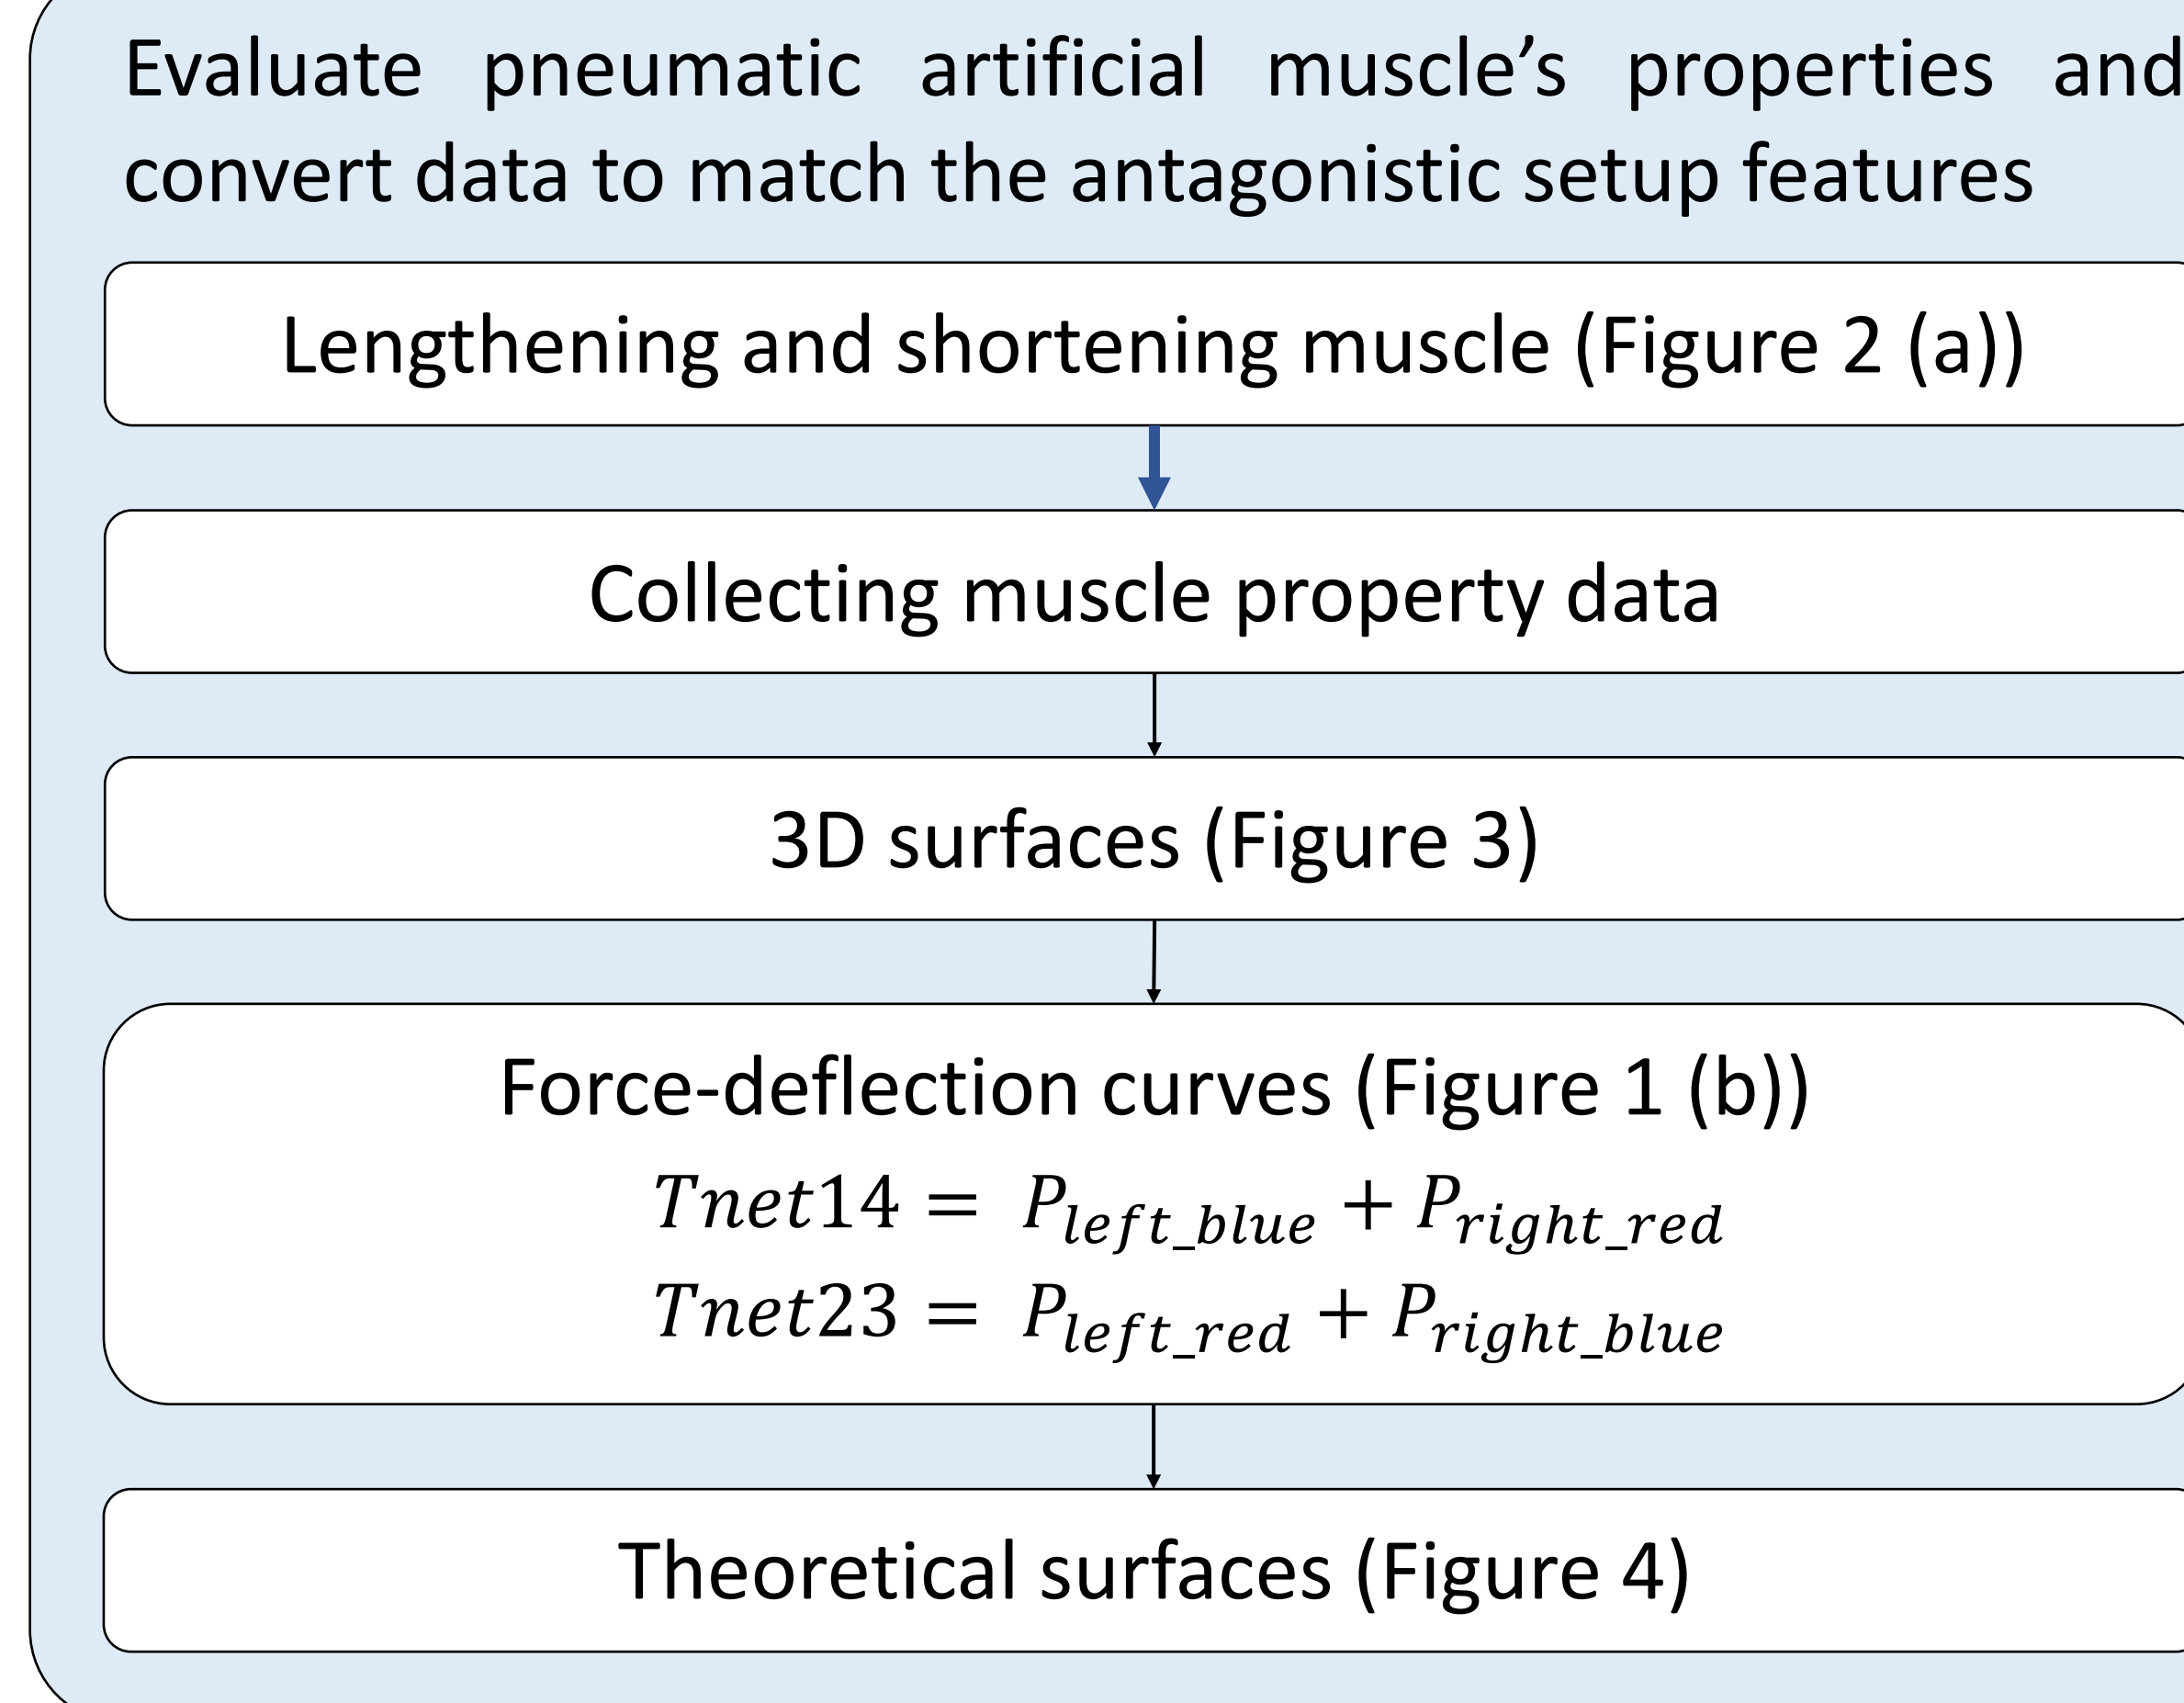 Evaluate pneumatic artificial muscle’s properties and
convert data to match the antagonistic setup features
Lengthening and shortening muscle (Figure 2 (a))
Collecting muscle property data
3D surfaces (Figure 3)
Force-deflection curves (Figure 1 (b))
Tnet14 = P_left_blue + P_right_red
Tnet23 = P_left_red + P_right_blue
Theoretical surfaces (Figure 4)